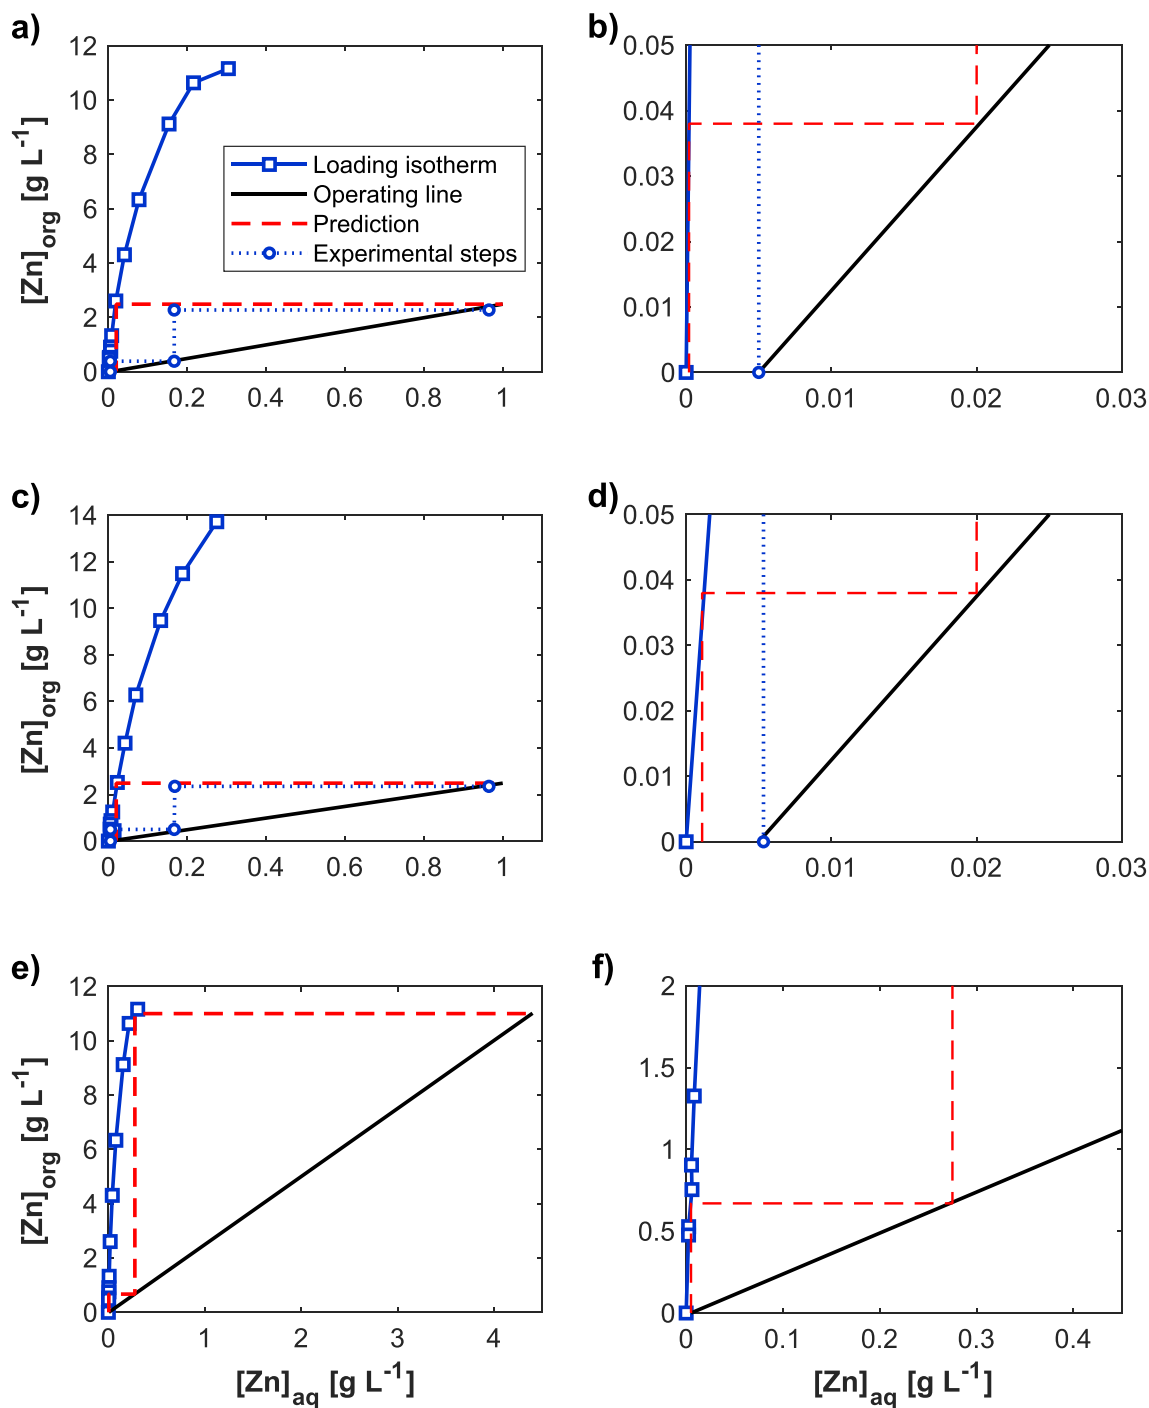 a)
12
10
8
6
4
2
0
[Zn]org [g L-1]
Loading isotherm
Operating line
Prediction
Experimental steps
0 0.2 0.4 0.6 0.8 1
b)
0.05
0.04
0.03
0.02
0.01
0
0 0.01 0.02 0.03
c)
14
12
10
8
6
4
2
0
[Zn]org [g L-1]
0 0.2 0.4 0.6 0.8 1
d)
0.05
0.04
0.03
0.02
0.01
0
0 0.01 0.02 0.03
e)
12
10
8
6
4
2
0
[Zn]org [g L-1]
0 1 2 3 4
[Zn]aq [g L-1]
f)
2
1.5
1
0.5
0
0 0.1 0.2 0.3 0.4
[Zn]aq [g L-1]